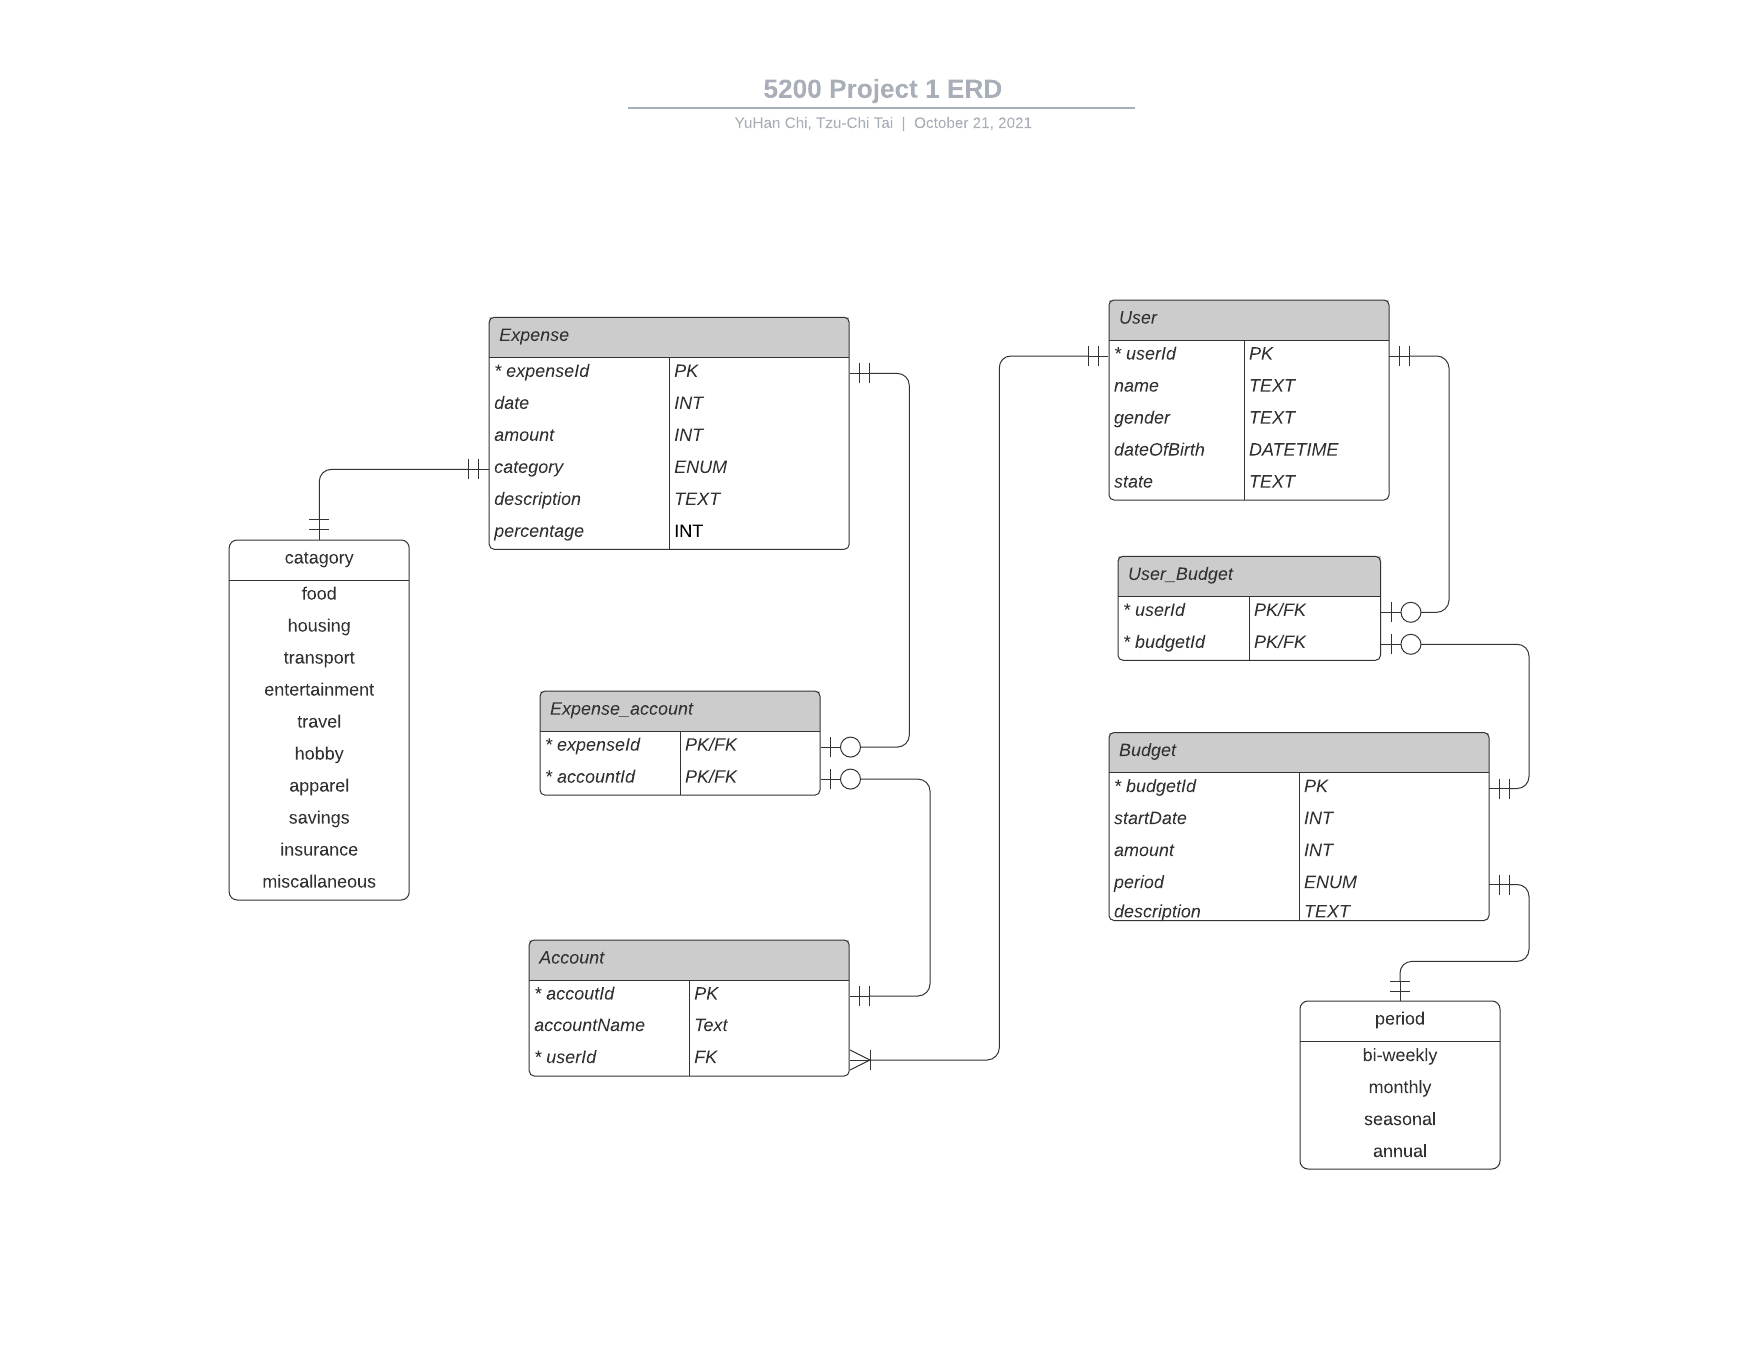 5200 Project 1 ERD
YuHan Chi, Tzu-Chi Tai | October 21, 2021
Expense
* expenseId PK
date INT
amount INT
category ENUM
description TEXT
percentage INT
catagory
food
housing
transport
entertainment
travel
hobby
apparel
savings
insurance
miscallaneous
Expense_account
* expenseId PK/FK
* accountId PK/FK
Account
* accoutId PK
accountName Text
* userId FK
User
* userId PK
name TEXT
gender TEXT
dateOfBirth DATETIME
state TEXT
User_Budget
* userId PK/FK
* budgetId PK/FK
Budget
* budgetId PK
startDate INT
amount INT
period ENUM
description TEXT
period
bi-weekly
monthly
seasonal
annual